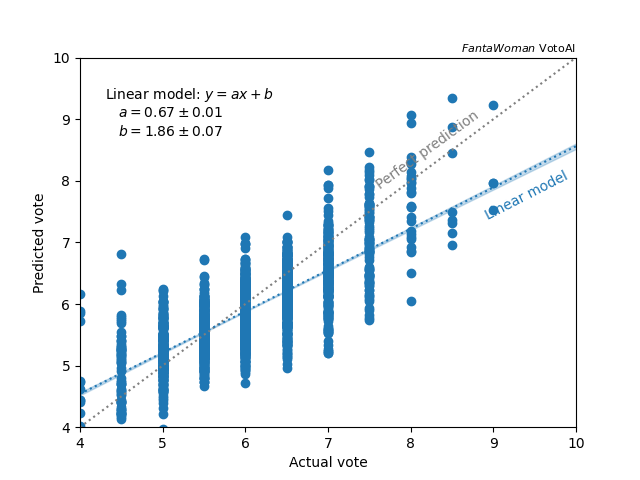 FantaWoman VotoAI
Linear model: y = ax + b
a = 0.67 ± 0.01
b = 1.86 ± 0.07
Perfect prediction
Linear model
Predicted vote
10
9
8
7
6
5
4
4 5 6 7 8 9 10
Actual vote